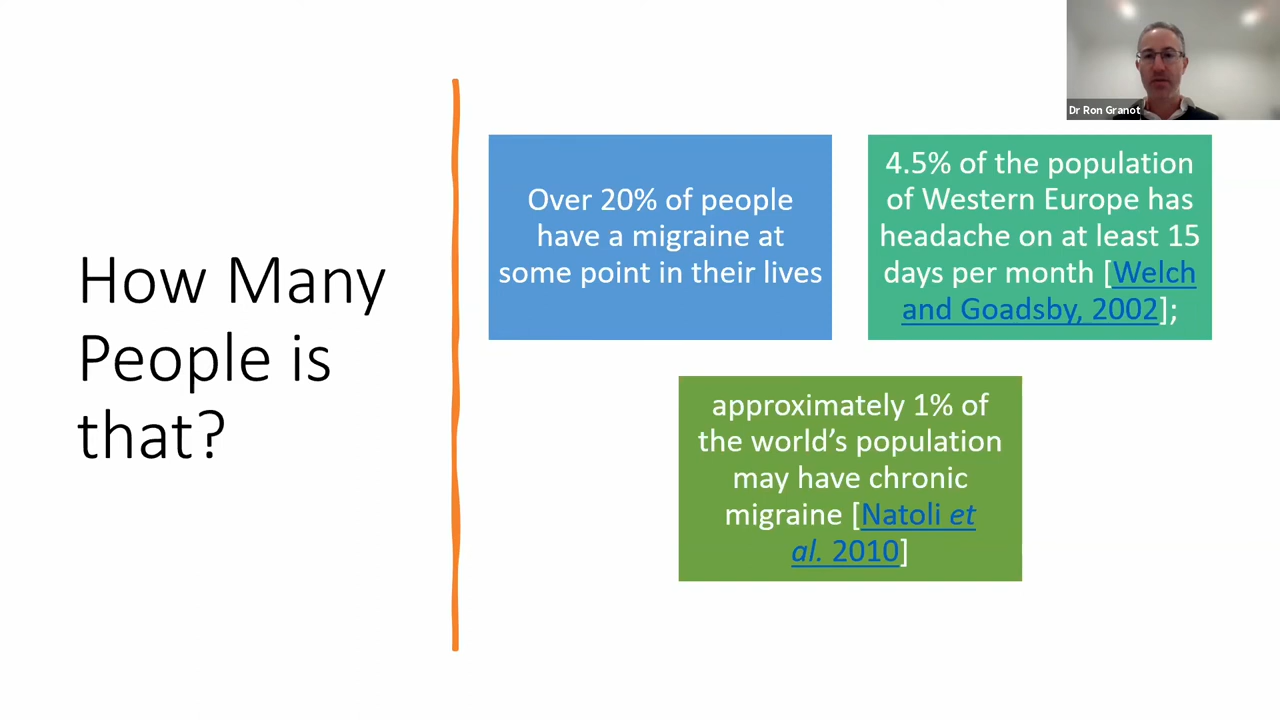 How Many
People is
that?
Over 20% of people
have a migraine at
some point in their lives
4.5% of the population
of Western Europe has
headache on at least 15
days per month [Welch
and Goadsby, 2002];
approximately 1% of
the world’s population
may have chronic
migraine [Natoli et
al. 2010]
Dr Ron Granot